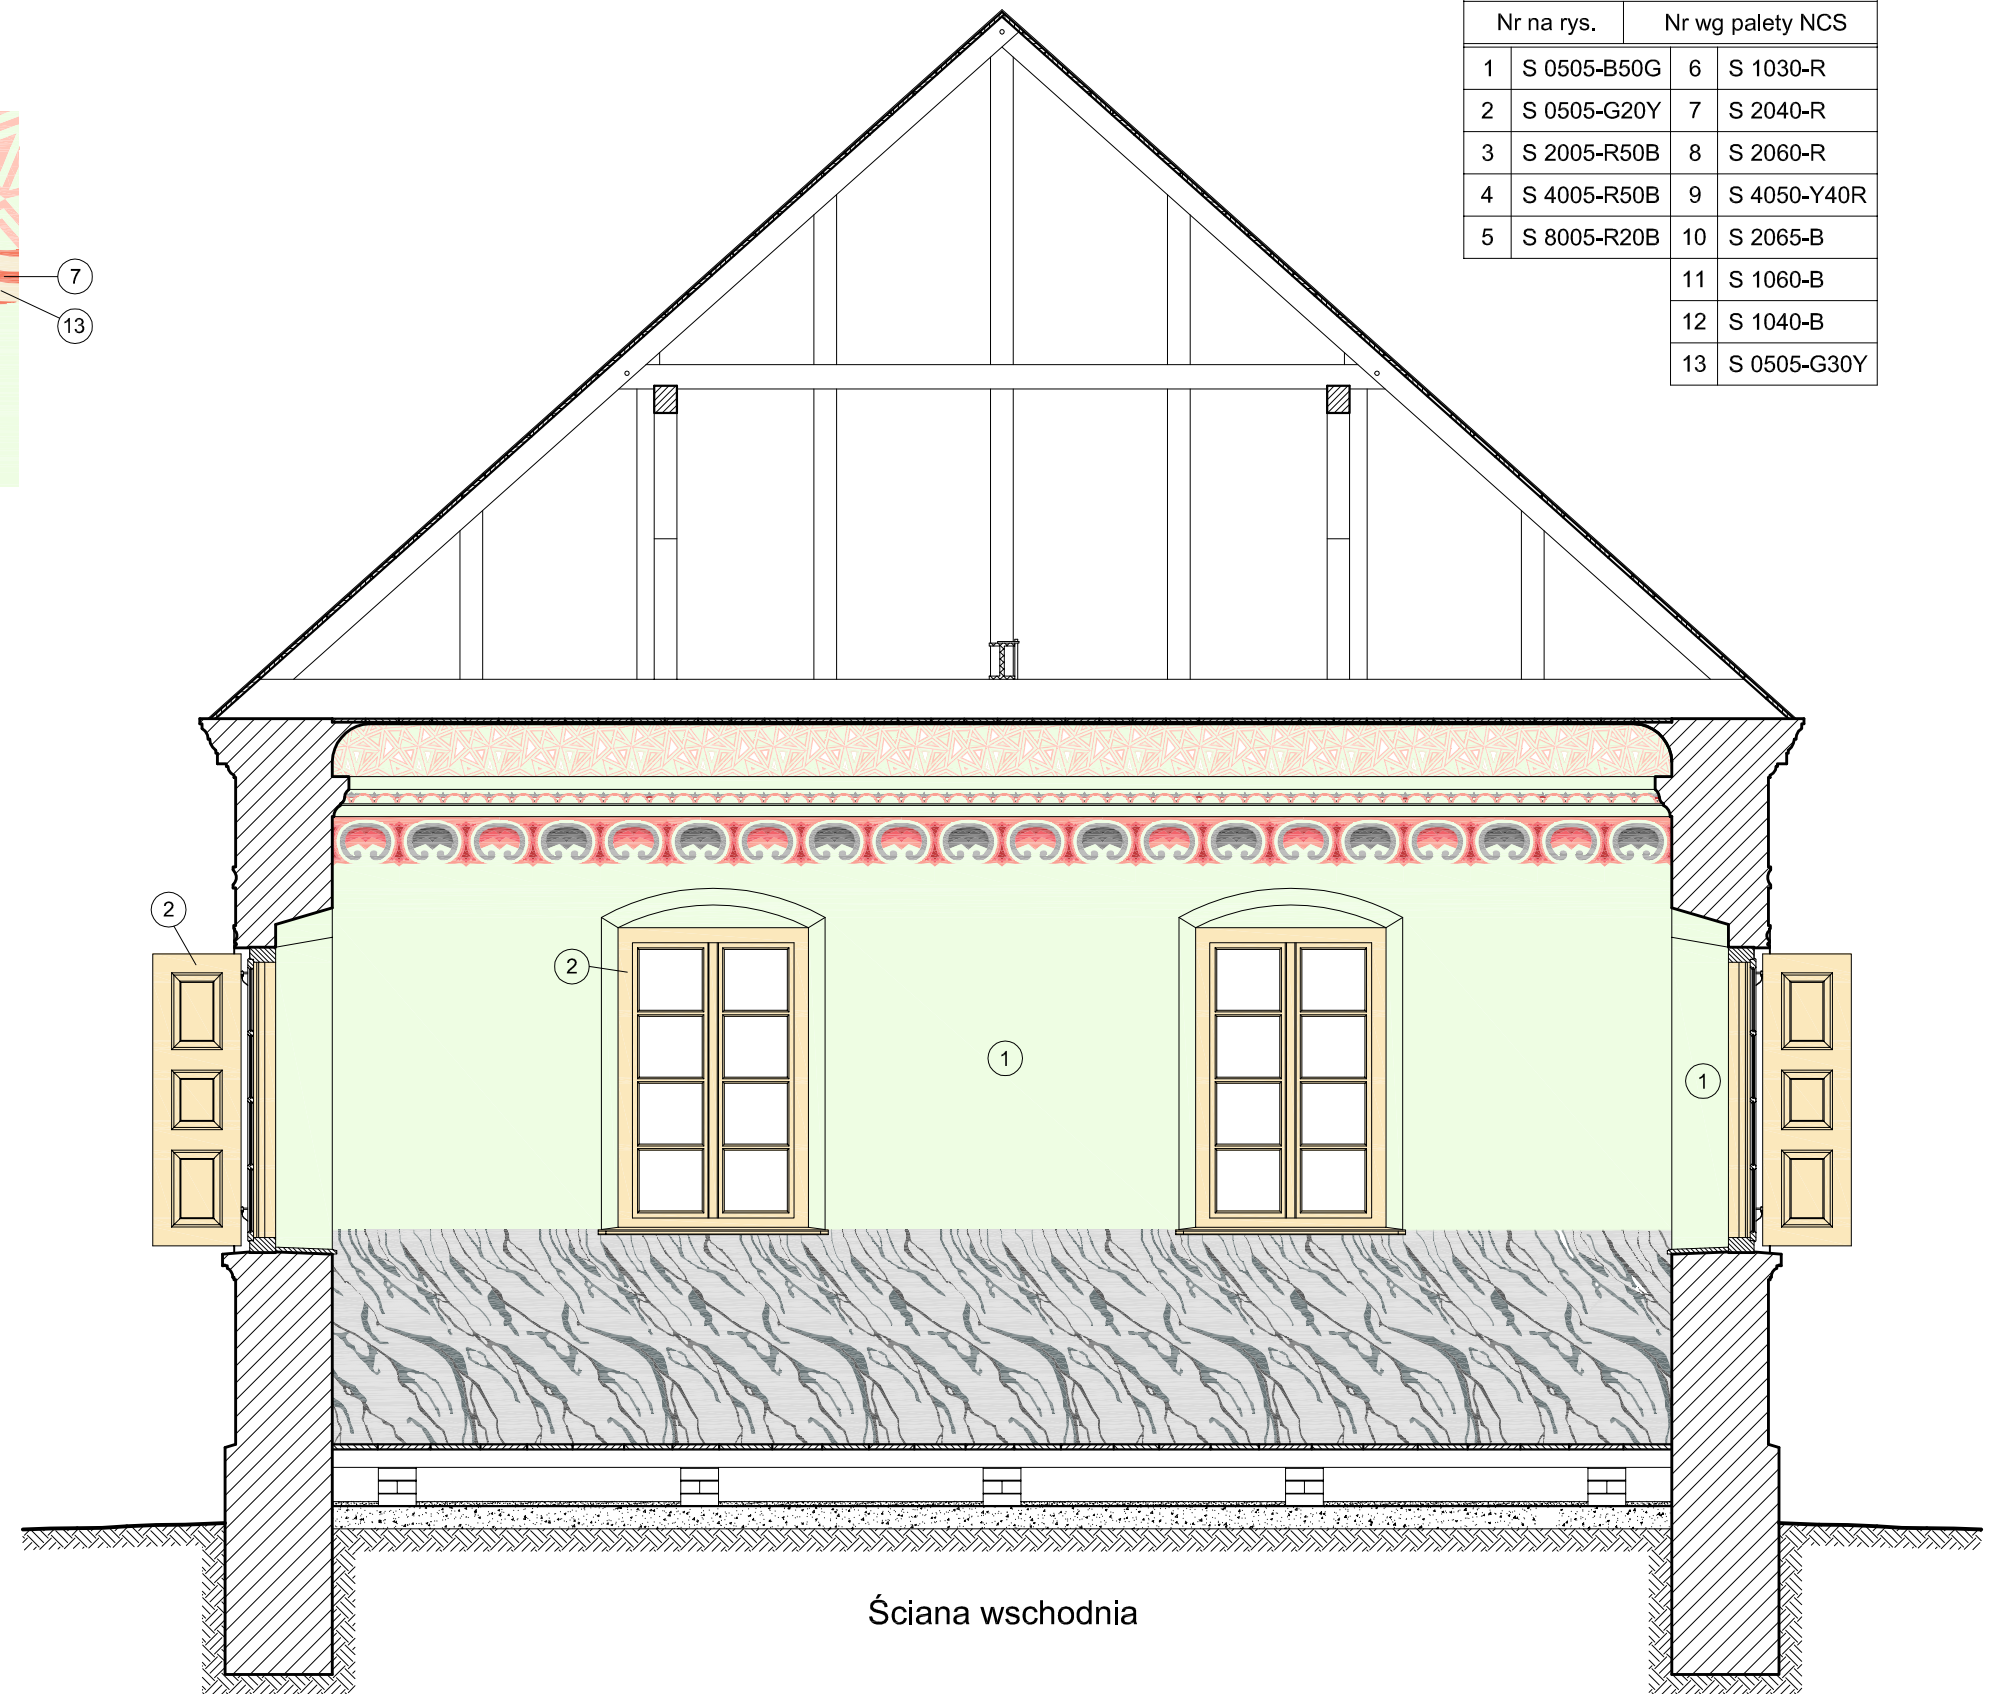 Nr na rys. Nr wg palety NCS
1 S 0505-B50G 6 S 1030-R
2 S 0505-G20Y 7 S 2040-R
3 S 2005-R50B 8 S 2060-R
4 S 4005-R50B 9 S 4050-Y40R
5 S 8005-R20B 10 S 2065-B
11 S 1060-B
12 S 1040-B
13 S 0505-G30Y
7
13
2
2
1
1
Ściana wschodnia